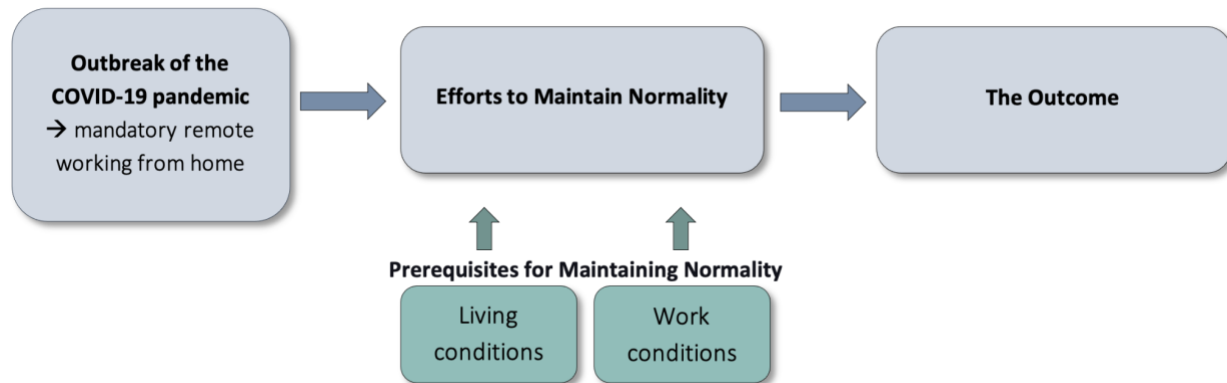 Outbreak of the
COVID-19 pandemic
→ mandatory remote
working from home
Efforts to Maintain Normality
The Outcome
Prerequisites for Maintaining Normality
Living
conditions
Work
conditions